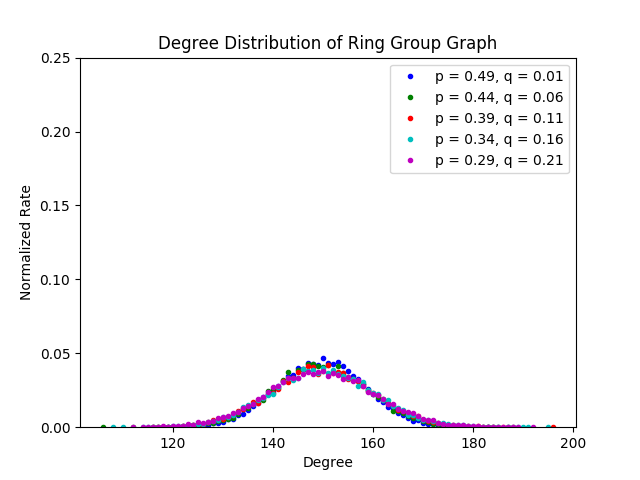 Degree Distribution of Ring Group Graph
p = 0.49, q = 0.01
p = 0.44, q = 0.06
p = 0.39, q = 0.11
p = 0.34, q = 0.16
p = 0.29, q = 0.21
Normalized Rate
0.25
0.20
0.15
0.10
0.05
0.00
120 140 160 180 200
Degree